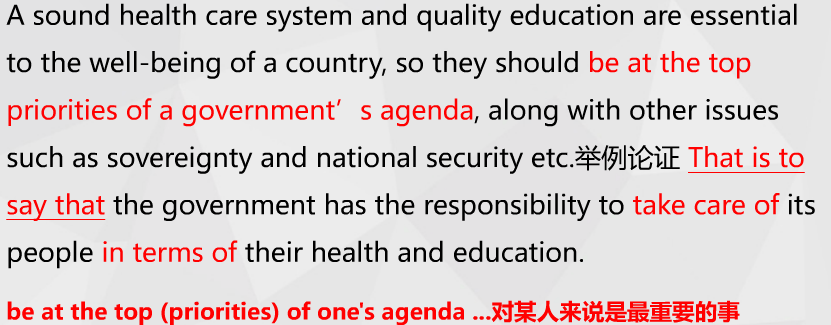 A sound health care system and quality education are essential
to the well-being of a country, so they should be at the top
priorities of a government’s agenda, along with other issues
such as sovereignty and national security etc.举例论证 That is to
say that the government has the responsibility to take care of its
people in terms of their health and education.
be at the top (priorities) of one's agenda ...对某人来说是最重要的事